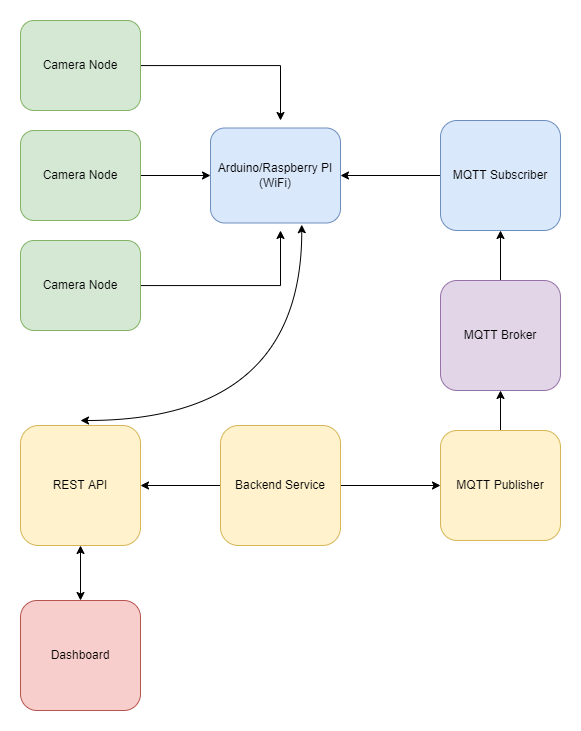 Camera Node
Camera Node
Arduino/Raspberry PI
(WiFi)
MQTT Subscriber
Camera Node
MQTT Broker
REST API
Backend Service
MQTT Publisher
Dashboard